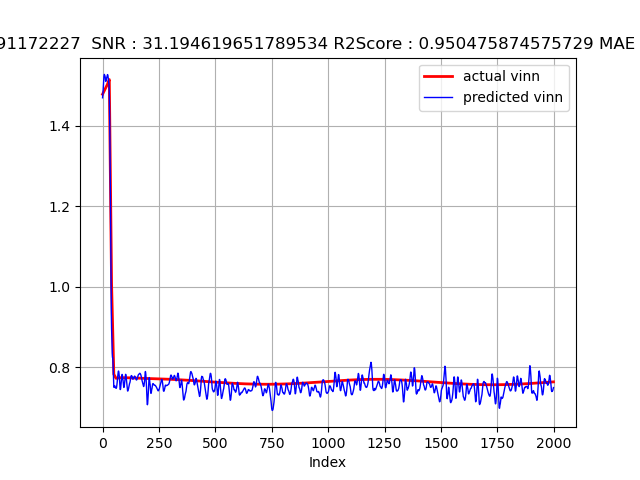 91172227 SNR : 31.194619651789534 R2Score : 0.950475874575729 MAE
actual vinn
predicted vinn
1.4
1.2
1.0
0.8
0 250 500 750 1000 1250 1500 1750 2000
Index